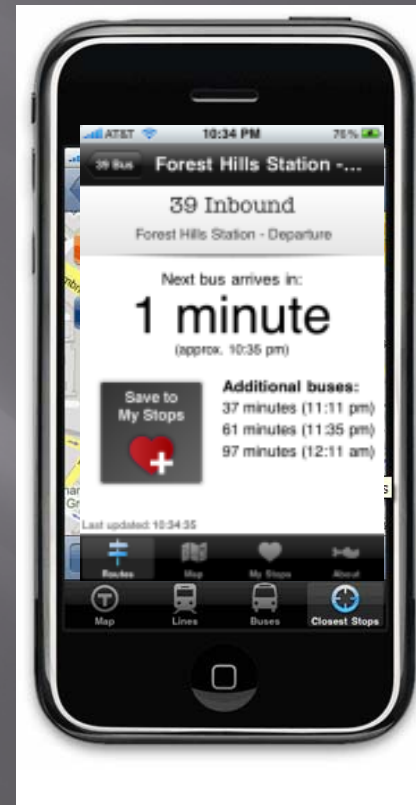 AT&T 10:34 PM 76%
39 Bus Forest Hills Station -...
39 Inbound
Forest Hills Station - Departure
Next bus arrives in:
1 minute
(approx. 10:35 pm)
Save to
My Stops
Additional buses:
37 minutes (11:11 pm)
61 minutes (11:35 pm)
97 minutes (12:11 am)
Last updated: 10:34:35
Routes Map My Stops About
T
Map Lines Buses Closest Stops